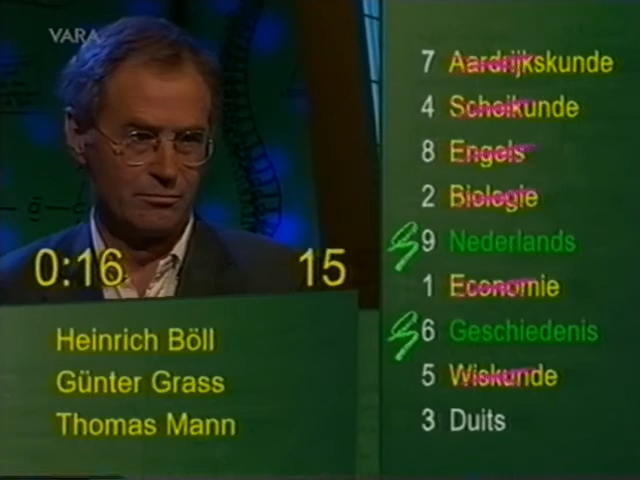 VARA
0:16 15
Heinrich Böll
Günter Grass
Thomas Mann
7 Aardrijkskunde
4 Scheikunde
8 Engels
2 Biologie
9 Nederlands
1 Economie
6 Geschiedenis
5 Wiskunde
3 Duits